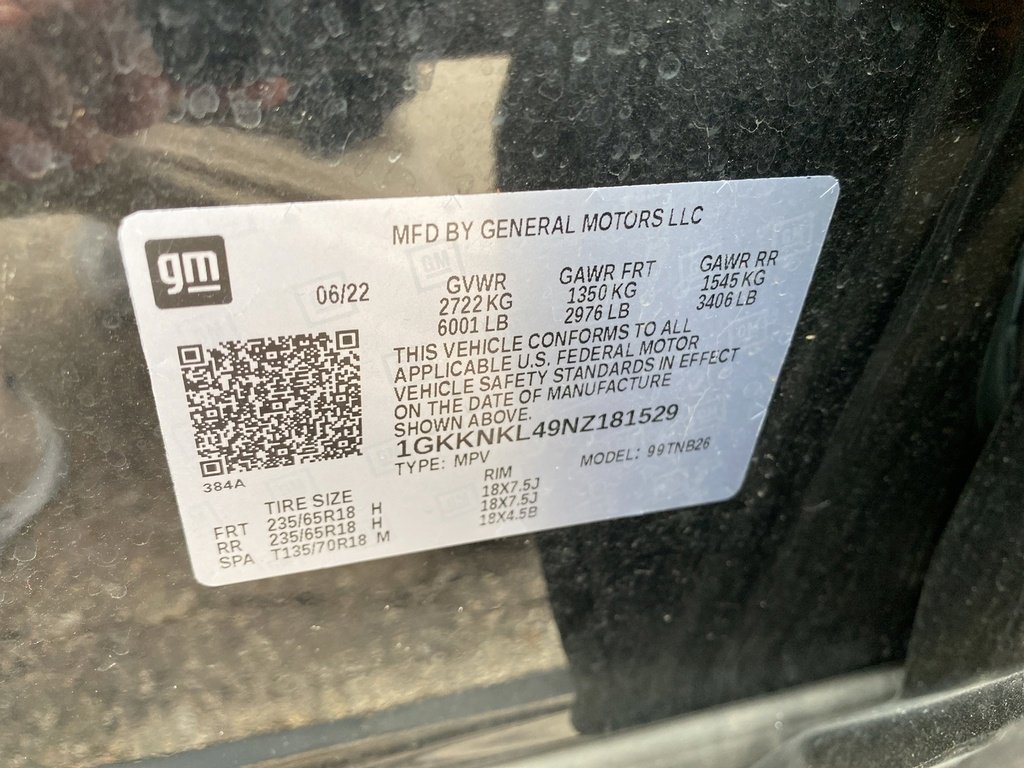 MFD BY GENERAL MOTORS LLC
gm
06/22
GVWR GAWR FRT GAWR RR
2722 KG 1350 KG 1545 KG
6001 LB 2976 LB 3406 LB
THIS VEHICLE CONFORMS TO ALL
APPLICABLE U.S. FEDERAL MOTOR
VEHICLE SAFETY STANDARDS IN EFFECT
ON THE DATE OF MANUFACTURE
SHOWN ABOVE.
1GKKNKL49NZ181529
TYPE: MPV MODEL: 99TNB26
384A
TIRE SIZE RIM
FRT 235/65R18 H 18X7.5J
RR 235/65R18 H 18X7.5J
SPA T135/70R18 M 18X4.5B